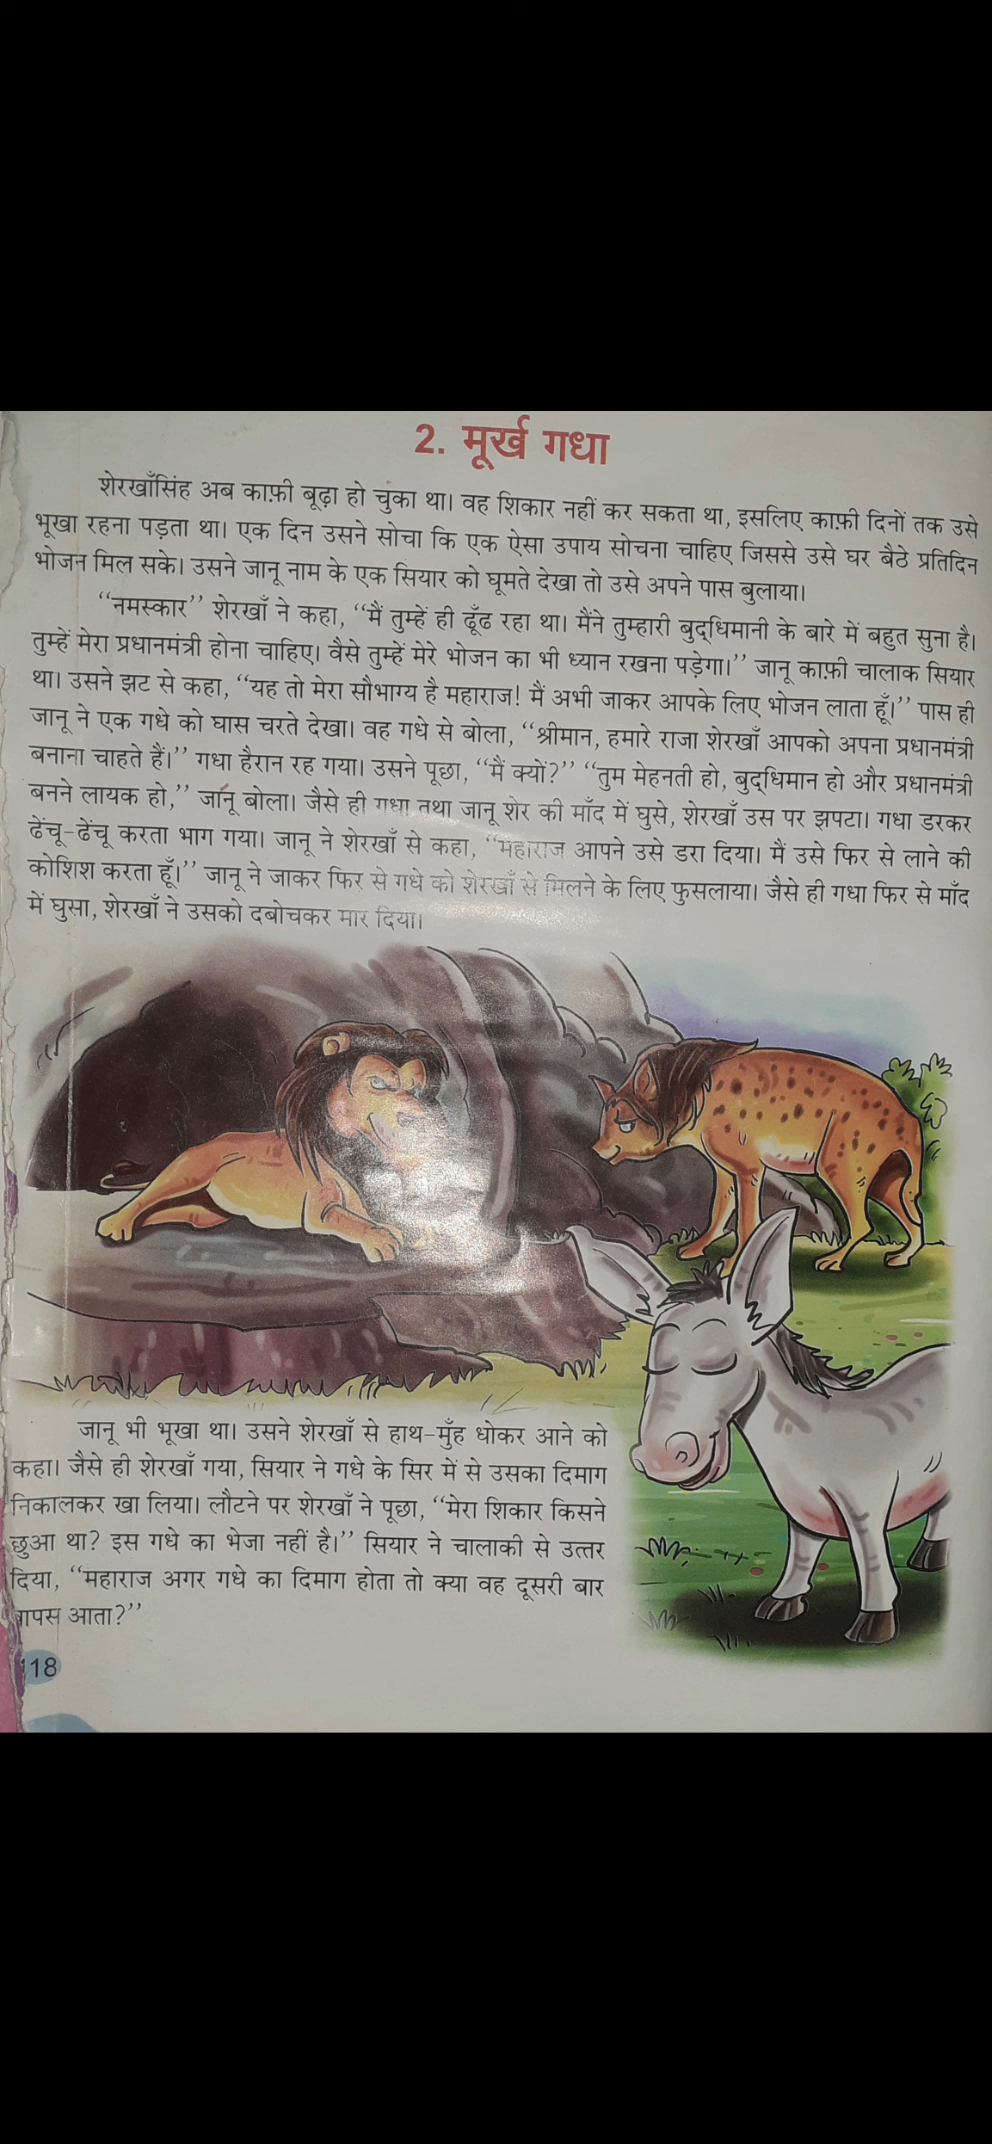 2. मूर्ख गधा
शेरखाँसिंह अब काफ़ी बूढ़ा हो चुका था। वह शिकार नहीं कर सकता था, इसलिए काफ़ी दिनों तक उसे
भूखा रहना पड़ता था। एक दिन उसने सोचा कि एक ऐसा उपाय सोचना चाहिए जिससे उसे घर बैठे प्रतिदिन
भोजन मिल सके। उसने जानू नाम के एक सियार को घूमते देखा तो उसे अपने पास बुलाया।
‘‘नमस्कार’’ शेरखाँ ने कहा, ‘‘मैं तुम्हें ही ढूँढ रहा था। मैंने तुम्हारी बुद्धिमानी के बारे में बहुत सुना है।
तुम्हें मेरा प्रधानमंत्री होना चाहिए। वैसे तुम्हें मेरे भोजन का भी ध्यान रखना पड़ेगा।’’ जानू काफ़ी चालाक सियार
था। उसने झट से कहा, ‘‘यह तो मेरा सौभाग्य है महाराज! मैं अभी जाकर आपके लिए भोजन लाता हूँ।’’ पास ही
जानू ने एक गधे को घास चरते देखा। वह गधे से बोला, ‘‘श्रीमान, हमारे राजा शेरखाँ आपको अपना प्रधानमंत्री
बनाना चाहते हैं।’’ गधा हैरान रह गया। उसने पूछा, ‘‘मैं क्यों?’’ ‘‘तुम मेहनती हो, बुद्धिमान हो और प्रधानमंत्री
बनने लायक हो,’’ जानू बोला। जैसे ही गधा तथा जानू शेर की माँद में घुसे, शेरखाँ उस पर झपटा। गधा डरकर
ढेंचू-ढेंचू करता भाग गया। जानू ने शेरखाँ से कहा, ‘‘महाराज आपने उसे डरा दिया। मैं उसे फिर से लाने की
कोशिश करता हूँ।’’ जानू ने जाकर फिर से गधे को शेरखाँ से मिलने के लिए फुसलाया। जैसे ही गधा फिर से माँद
में घुसा, शेरखाँ ने उसको दबोचकर मार दिया।
जानू भी भूखा था। उसने शेरखाँ से हाथ-मुँह धोकर आने को
कहा। जैसे ही शेरखाँ गया, सियार ने गधे के सिर में से उसका दिमाग
निकालकर खा लिया। लौटने पर शेरखाँ ने पूछा, ‘‘मेरा शिकार किसने
छुआ था? इस गधे का भेजा नहीं है।’’ सियार ने चालाकी से उत्तर
दिया, ‘‘महाराज अगर गधे का दिमाग होता तो क्या वह दूसरी बार
वापस आता?’’
118